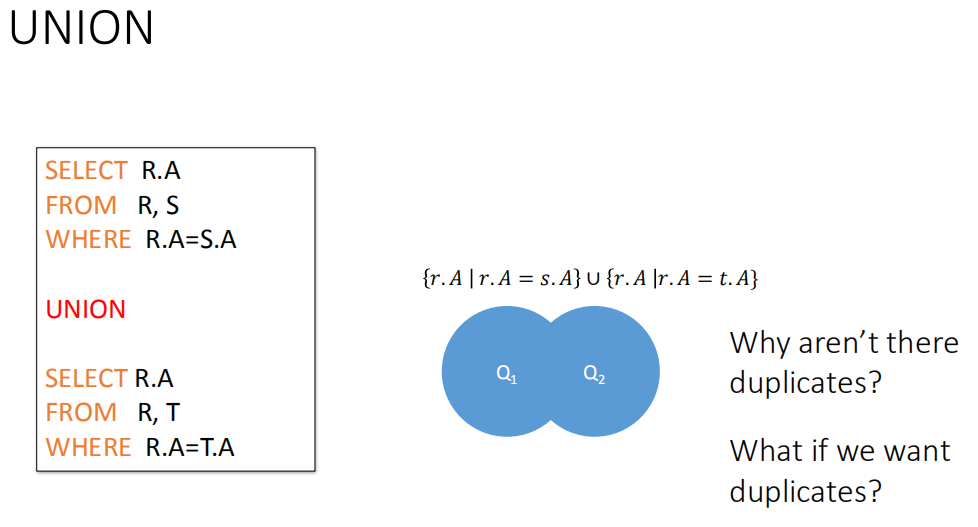 UNION
SELECT R.A
FROM R, S
WHERE R.A=S.A
UNION
SELECT R.A
FROM R, T
WHERE R.A=T.A
{r.A | r.A = s.A} ∪ {r.A |r.A = t.A}
Q1
Q2
Why aren’t there
duplicates?
What if we want
duplicates?